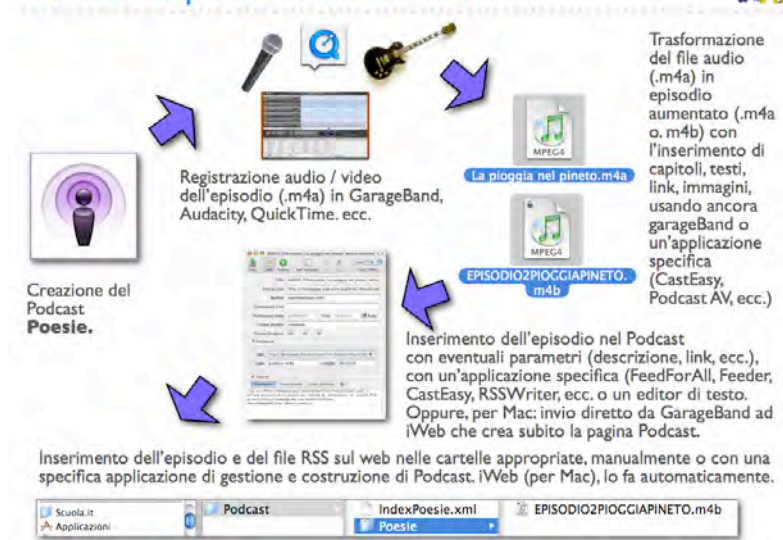 Trasformazione
del file audio
(.m4a) in
episodio
aumentato (.m4a
o. m4b) con
l'inserimento di
capitoli, testi,
link, immagini,
usando ancora
garageBand o
un'applicazione
specifica
(CastEasy,
Podcast AV, ecc.)
MPEG4
La pioggia nel pineto.m4a
Registrazione audio / video
dell'episodio (.m4a) in GarageBand,
Audacity, QuickTime. ecc.
MPEG4
EPISODIO2PIOGGIAPINETO.
m4b
Creazione del
Podcast
Poesie.
Inserimento dell'episodio nel Podcast
con eventuali parametri (descrizione, link, ecc.),
con un'applicazione specifica (FeedForAll, Feeder,
CastEasy, RSSWriter, ecc. o un editor di testo.
Oppure, per Mac: invio diretto da GarageBand ad
iWeb che crea subito la pagina Podcast.
Inserimento dell'episodio e del file RSS sul web nelle cartelle appropriate, manualmente o con una
specifica applicazione di gestione e costruzione di Podcast. iWeb (per Mac), lo fa automaticamente.
Scuola.it
Applicazioni
Podcast
IndexPoesie.xml
Poesie
EPISODIO2PIOGGIAPINETO.m4b